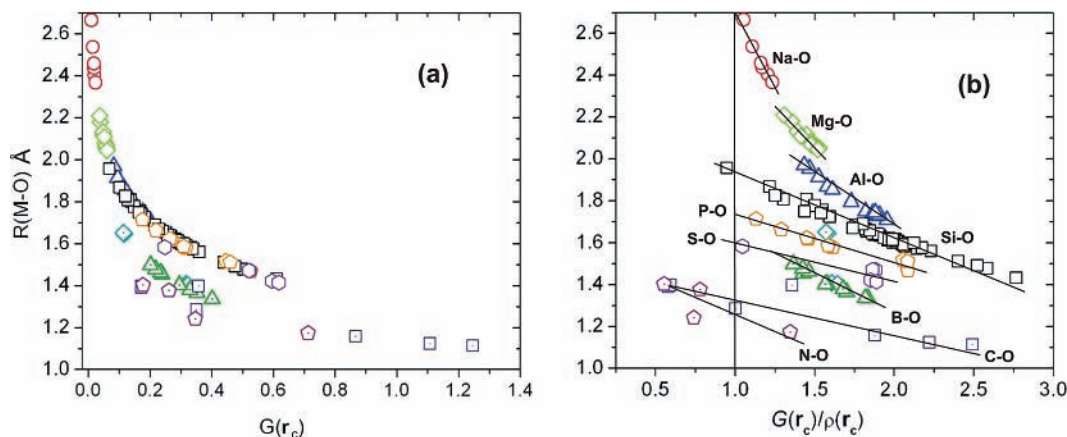 (a)
R(M-O) Å
2.6
2.4
2.2
2.0
1.8
1.6
1.4
1.2
1.0
0.0 0.2 0.4 0.6 0.8 1.0 1.2 1.4
G(r_c)
(b)
2.6
2.4
2.2
2.0
1.8
1.6
1.4
1.2
1.0
Na-O
Mg-O
Al-O
P-O
Si-O
S-O
B-O
N-O
C-O
0.5 1.0 1.5 2.0 2.5 3.0
G(r_c)/ρ(r_c)